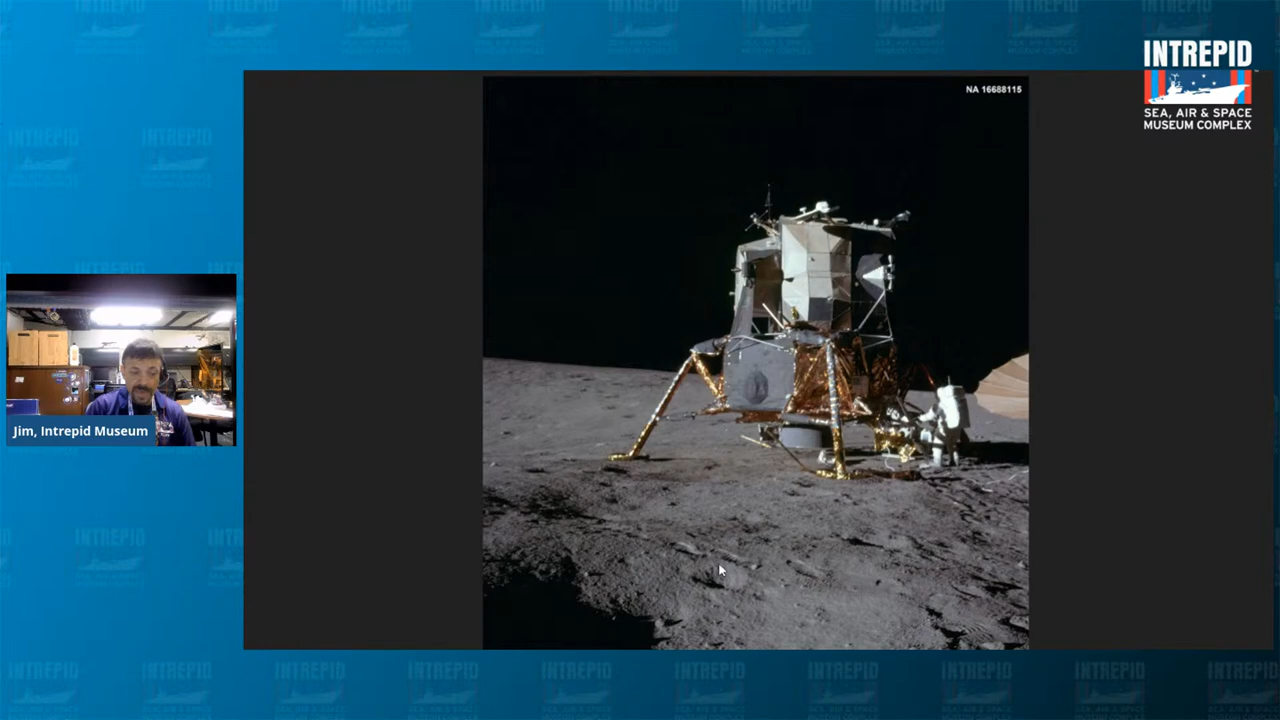 INTREPID
SEA, AIR & SPACE
MUSEUM COMPLEX
NA 16688115
Jim, Intrepid Museum